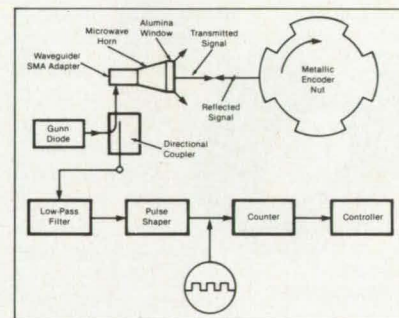 Microwave
Horn
Alumina
Window
Transmitted
Signal
Waveguide/
SMA Adapter
Metallic
Encoder
Nut
Reflected
Signal
Gunn
Diode
Directional
Coupler
Low-Pass
Filter
Pulse
Shaper
Counter
Controller